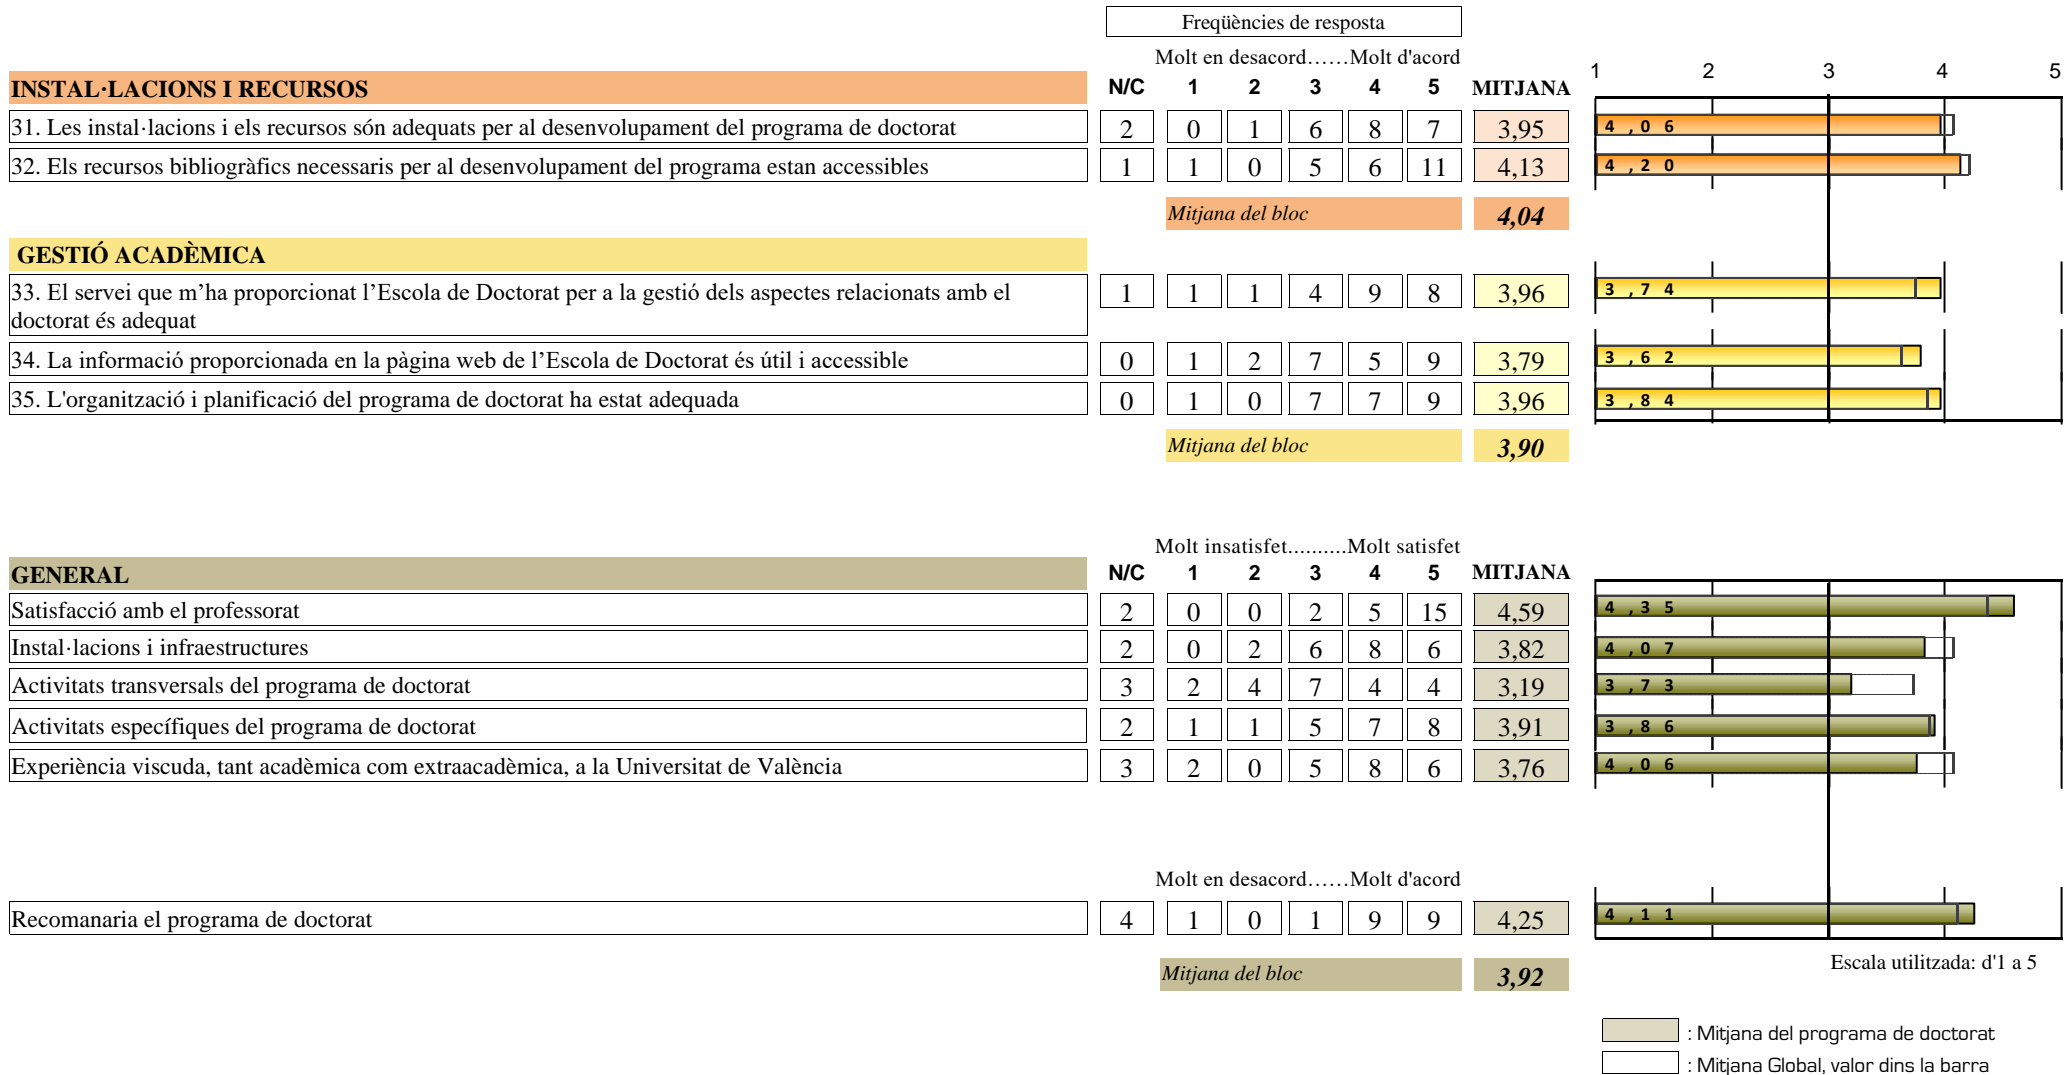 Freqüències de resposta
Molt en desacord……Molt d'acord
INSTAL·LACIONS I RECURSOS N/C 1 2 3 4 5 MITJANA 1 2 3 4 5
31. Les instal·lacions i els recursos són adequats per al desenvolupament del programa de doctorat 2 0 1 6 8 7 3,95 4,06
32. Els recursos bibliogràfics necessaris per al desenvolupament del programa estan accessibles 1 1 0 5 6 11 4,13 4,20
Mitjana del bloc 4,04
GESTIÓ ACADÈMICA
33. El servei que m’ha proporcionat l’Escola de Doctorat per a la gestió dels aspectes relacionats amb el 1 1 1 4 9 8 3,96 3,74
doctorat és adequat
34. La informació proporcionada en la pàgina web de l’Escola de Doctorat és útil i accessible 0 1 2 7 5 9 3,79 3,62
35. L'organització i planificació del programa de doctorat ha estat adequada 0 1 0 7 7 9 3,96 3,84
Mitjana del bloc 3,90
Molt insatisfet..........Molt satisfet
GENERAL N/C 1 2 3 4 5 MITJANA
Satisfacció amb el professorat 2 0 0 2 5 15 4,59 4,35
Instal·lacions i infraestructures 2 0 2 6 8 6 3,82 4,07
Activitats transversals del programa de doctorat 3 2 4 7 4 4 3,19 3,73
Activitats específiques del programa de doctorat 2 1 1 5 7 8 3,91 3,86
Experiència viscuda, tant acadèmica com extraacadèmica, a la Universitat de València 3 2 0 5 8 6 3,76 4,06
Molt en desacord……Molt d'acord
Recomanaria el programa de doctorat 4 1 0 1 9 9 4,25 4,11
Mitjana del bloc 3,92
Escala utilitzada: d'1 a 5
: Mitjana del programa de doctorat
: Mitjana Global, valor dins la barra